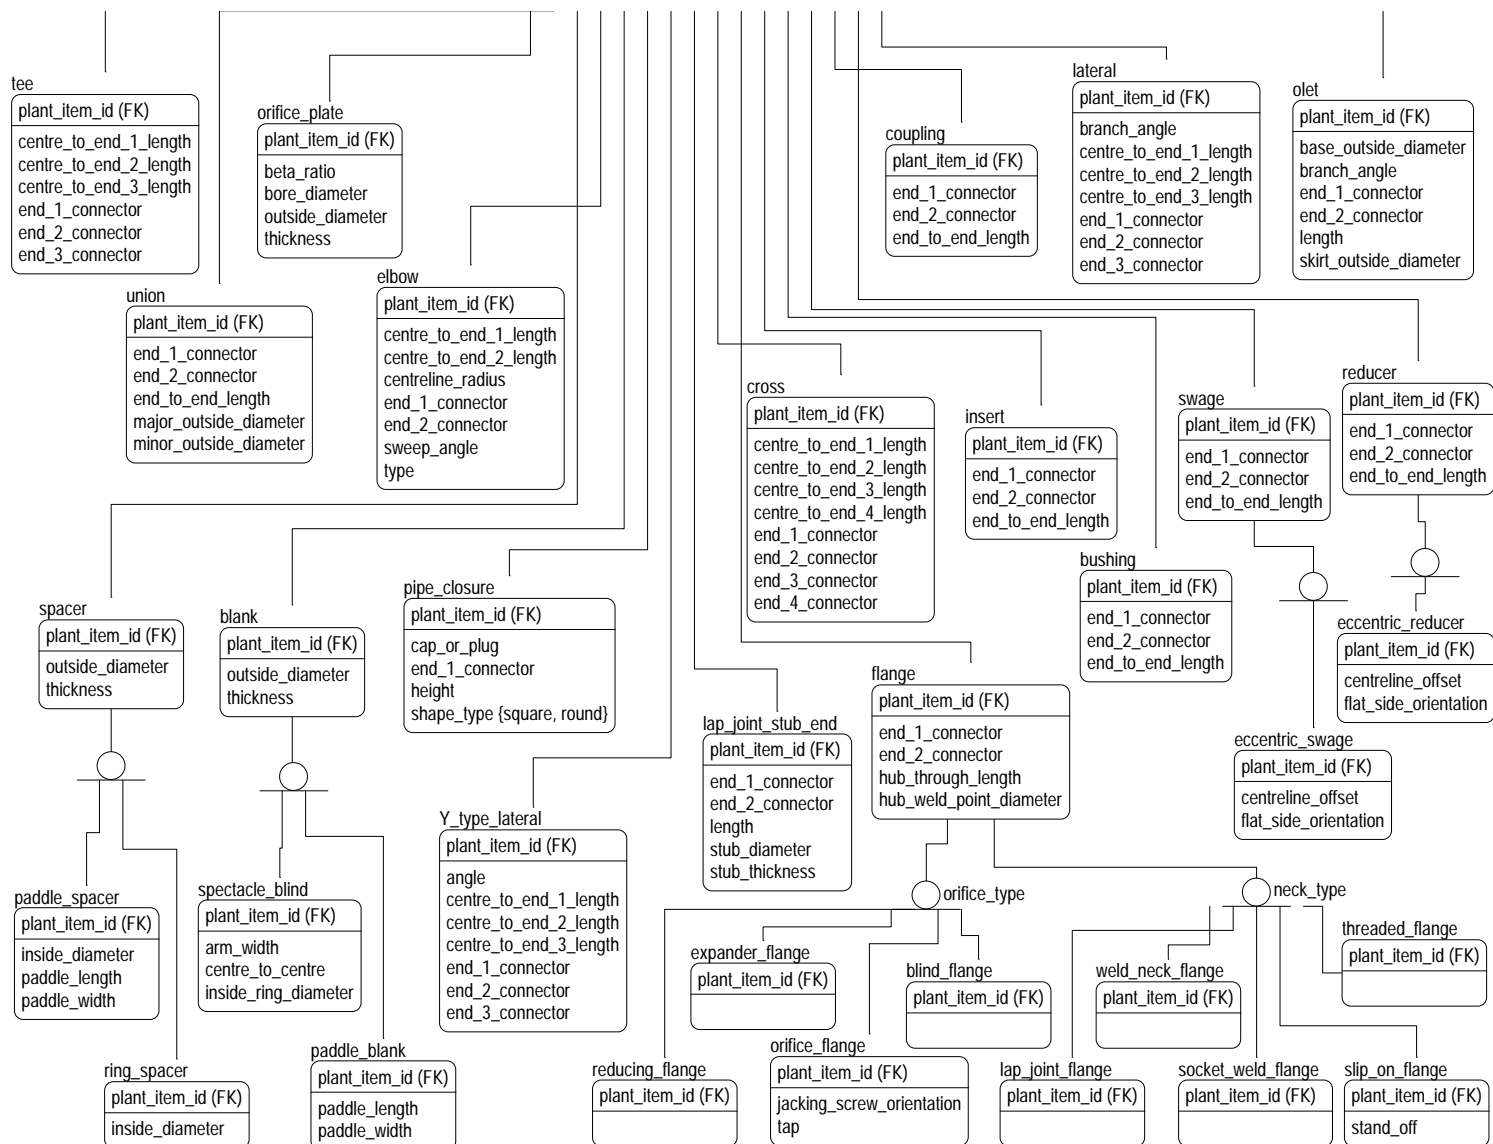 tee
plant_item_id (FK)
centre_to_end_1_length
centre_to_end_2_length
centre_to_end_3_length
end_1_connector
end_2_connector
end_3_connector
orifice_plate
plant_item_id (FK)
beta_ratio
bore_diameter
outside_diameter
thickness
coupling
plant_item_id (FK)
end_1_connector
end_2_connector
end_to_end_length
lateral
plant_item_id (FK)
branch_angle
centre_to_end_1_length
centre_to_end_2_length
centre_to_end_3_length
end_1_connector
end_2_connector
end_3_connector
olet
plant_item_id (FK)
base_outside_diameter
branch_angle
end_1_connector
end_2_connector
length
skirt_outside_diameter
union
plant_item_id (FK)
end_1_connector
end_2_connector
end_to_end_length
major_outside_diameter
minor_outside_diameter
elbow
plant_item_id (FK)
centre_to_end_1_length
centre_to_end_2_length
centreline_radius
end_1_connector
end_2_connector
sweep_angle
type
cross
plant_item_id (FK)
centre_to_end_1_length
centre_to_end_2_length
centre_to_end_3_length
centre_to_end_4_length
end_1_connector
end_2_connector
end_3_connector
end_4_connector
insert
plant_item_id (FK)
end_1_connector
end_2_connector
end_to_end_length
swage
plant_item_id (FK)
end_1_connector
end_2_connector
end_to_end_length
reducer
plant_item_id (FK)
end_1_connector
end_2_connector
end_to_end_length
bushing
plant_item_id (FK)
end_1_connector
end_2_connector
end_to_end_length
eccentric_reducer
plant_item_id (FK)
centreline_offset
flat_side_orientation
spacer
plant_item_id (FK)
outside_diameter
thickness
blank
plant_item_id (FK)
outside_diameter
thickness
pipe_closure
plant_item_id (FK)
cap_or_plug
end_1_connector
height
shape_type {square, round}
lap_joint_stub_end
plant_item_id (FK)
end_1_connector
end_2_connector
length
stub_diameter
stub_thickness
flange
plant_item_id (FK)
end_1_connector
end_2_connector
hub_through_length
hub_weld_point_diameter
eccentric_swage
plant_item_id (FK)
centreline_offset
flat_side_orientation
Y_type_lateral
plant_item_id (FK)
angle
centre_to_end_1_length
centre_to_end_2_length
centre_to_end_3_length
end_1_connector
end_2_connector
end_3_connector
paddle_spacer
plant_item_id (FK)
inside_diameter
paddle_length
paddle_width
spectacle_blind
plant_item_id (FK)
arm_width
centre_to_centre
inside_ring_diameter
orifice_type
neck_type
expander_flange
plant_item_id (FK)
blind_flange
plant_item_id (FK)
weld_neck_flange
plant_item_id (FK)
threaded_flange
plant_item_id (FK)
ring_spacer
plant_item_id (FK)
inside_diameter
paddle_blank
plant_item_id (FK)
paddle_length
paddle_width
reducing_flange
plant_item_id (FK)
orifice_flange
plant_item_id (FK)
jacking_screw_orientation
tap
lap_joint_flange
plant_item_id (FK)
socket_weld_flange
plant_item_id (FK)
slip_on_flange
plant_item_id (FK)
stand_off